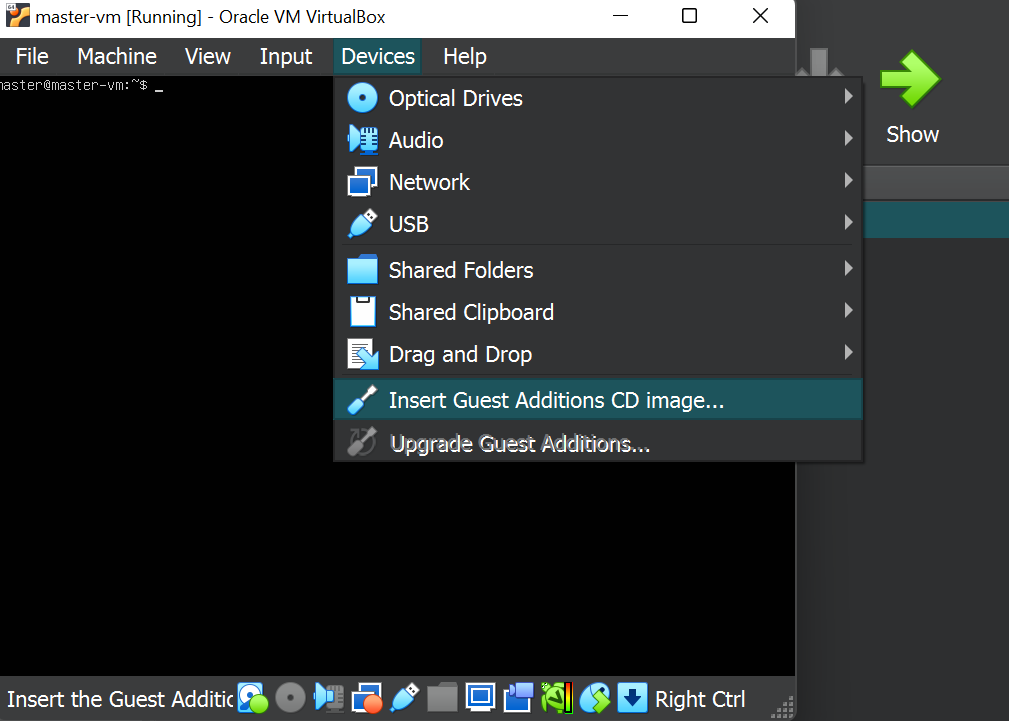 master-vm [Running] - Oracle VM VirtualBox
File Machine View Input Devices Help
master@master-vm:~$ _
Optical Drives
Audio
Network
USB
Shared Folders
Shared Clipboard
Drag and Drop
Insert Guest Additions CD image...
Upgrade Guest Additions...
Show
Insert the Guest Additic
Right Ctrl